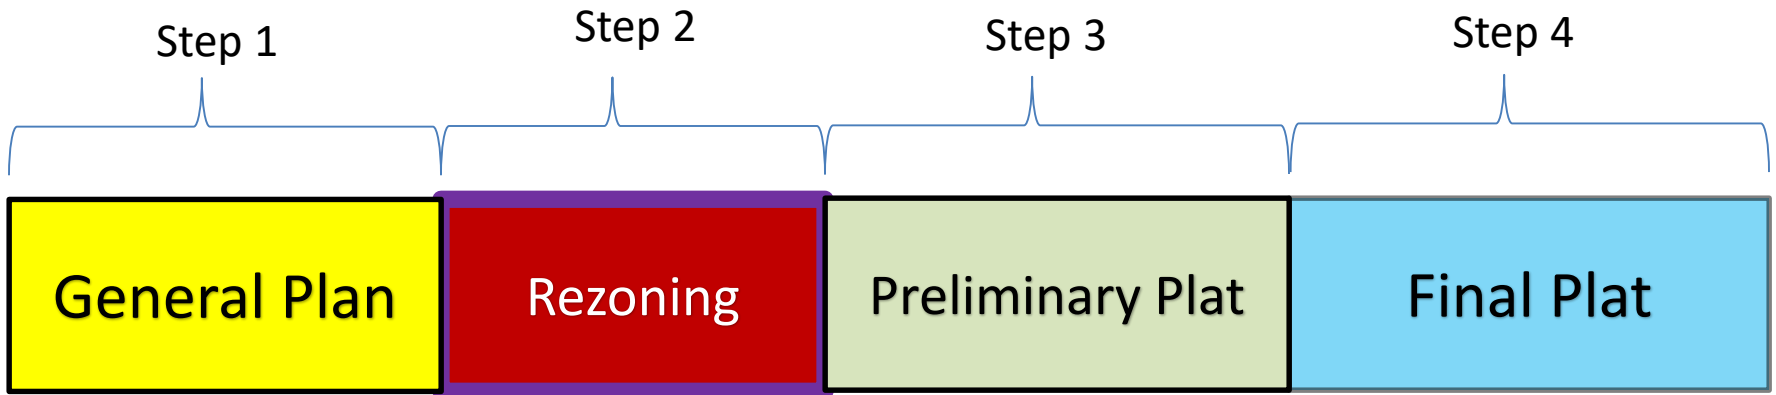 Step 1
Step 2
Step 3
Step 4
General Plan
Rezoning
Preliminary Plat
Final Plat